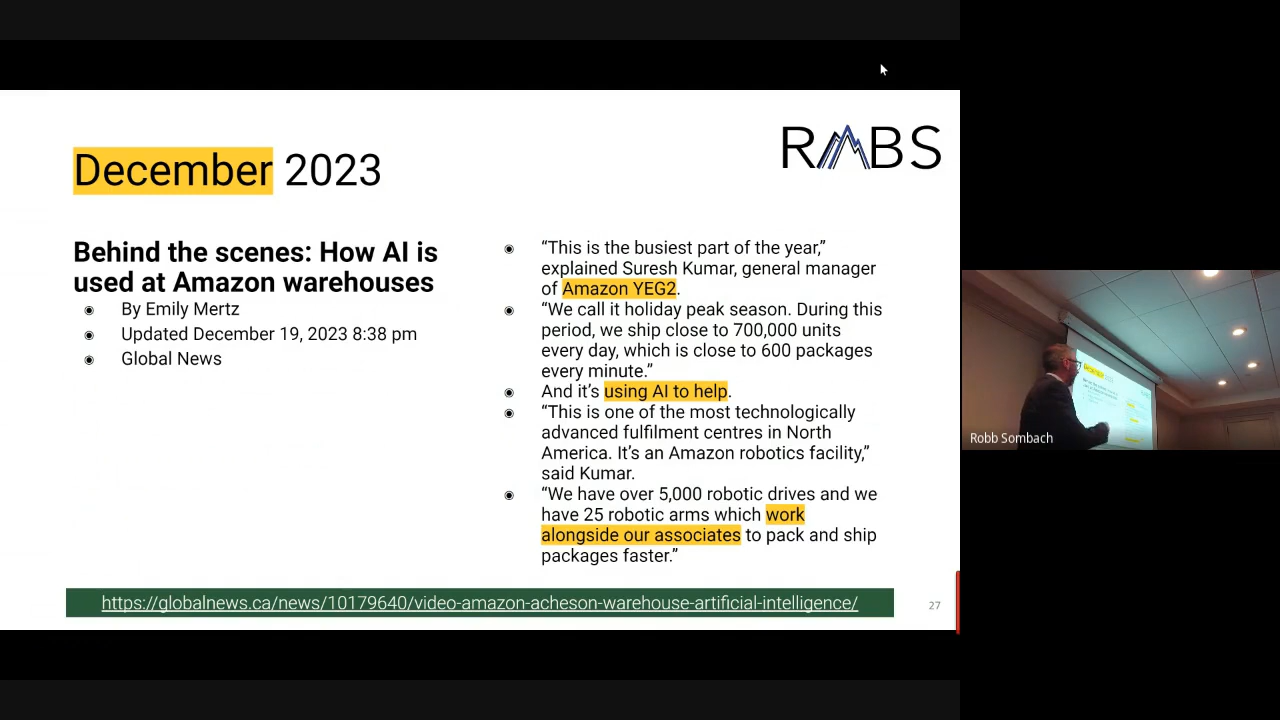 RMBS
December 2023
Behind the scenes: How AI is
used at Amazon warehouses
◉ By Emily Mertz
◉ Updated December 19, 2023 8:38 pm
◉ Global News
◉ “This is the busiest part of the year,”
explained Suresh Kumar, general manager
of Amazon YEG2.
◉ “We call it holiday peak season. During this
period, we ship close to 700,000 units
every day, which is close to 600 packages
every minute.”
◉ And it’s using AI to help.
◉ “This is one of the most technologically
advanced fulfilment centres in North
America. It’s an Amazon robotics facility,”
said Kumar.
◉ “We have over 5,000 robotic drives and we
have 25 robotic arms which work
alongside our associates to pack and ship
packages faster.”
https://globalnews.ca/news/10179640/video-amazon-acheson-warehouse-artificial-intelligence/
27
December 2023
Robb Sombach